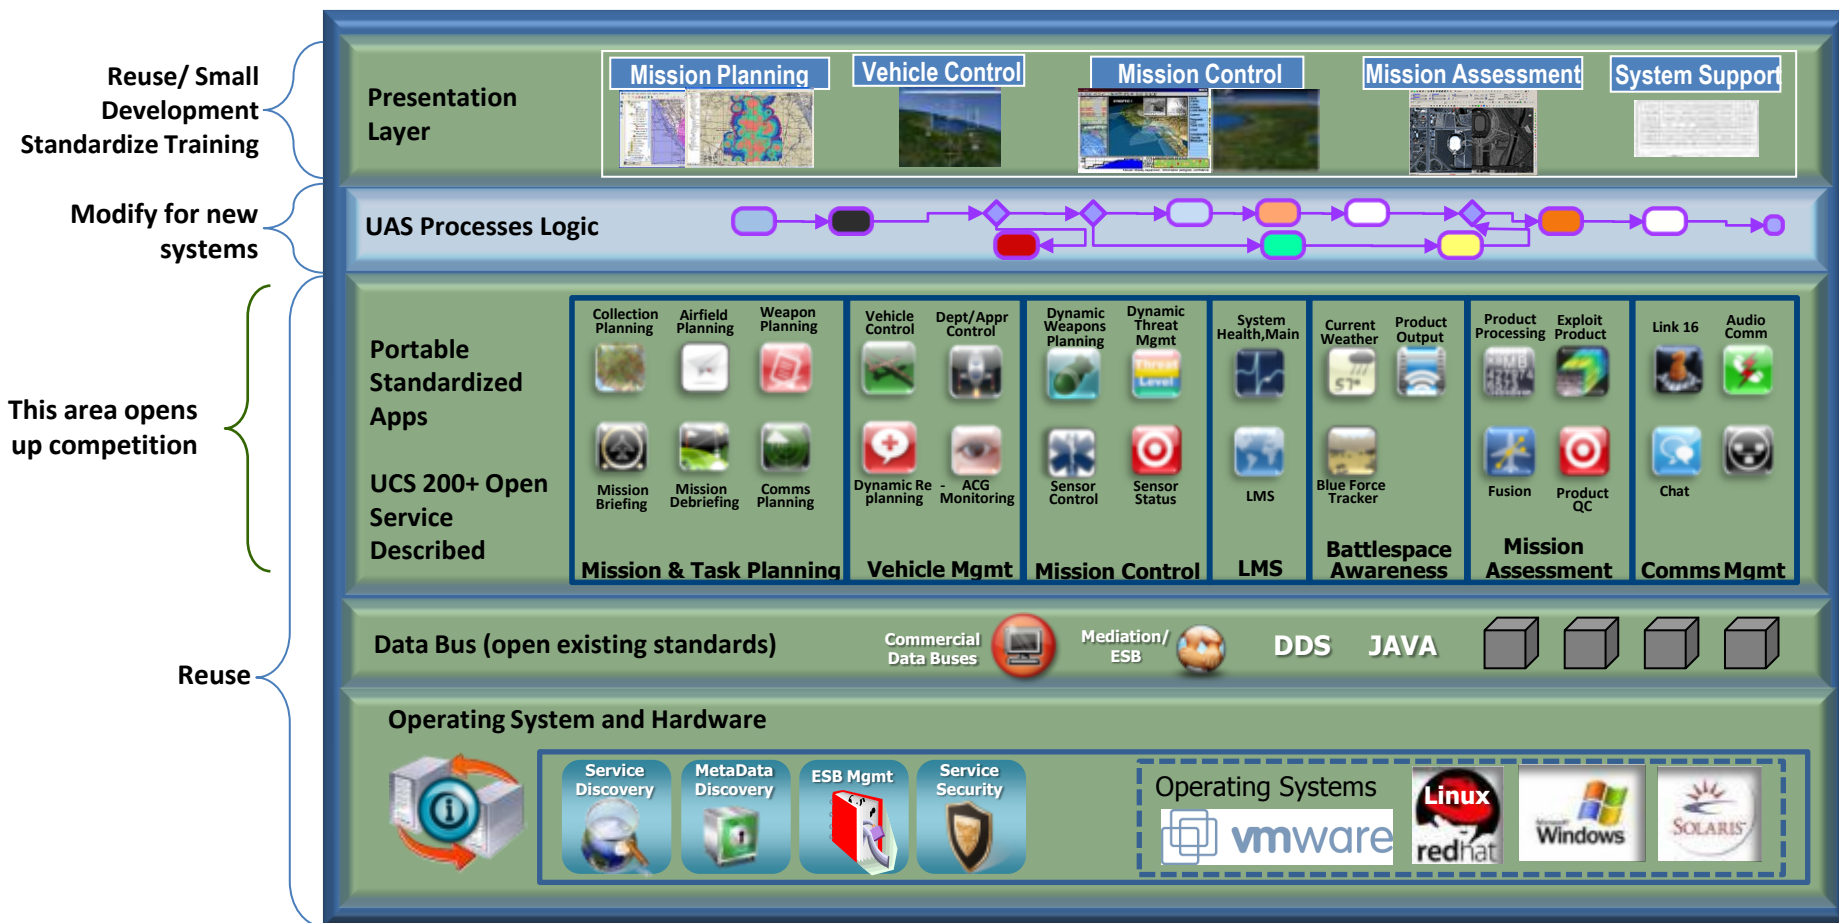 Reuse/ Small
Development
Standardize Training
Modify for new
systems
This area opens
up competition
Reuse
Presentation
Layer
Mission Planning
Vehicle Control
Mission Control
Mission Assessment
System Support
UAS Processes Logic
Portable
Standardized
Apps
UCS 200+ Open
Service
Described
Collection
Planning
Airfield
Planning
Weapon
Planning
Mission
Briefing
Mission
Debriefing
Comms
Planning
Mission & Task Planning
Vehicle
Control
Dept/Appr
Control
Dynamic Re -
planning
ACG
Monitoring
Vehicle Mgmt
Dynamic
Weapons
Planning
Dynamic
Threat
Mgmt
Threat
Level
Sensor
Control
Sensor
Status
Mission Control
System
Health,Main
LMS
LMS
Current
Weather
57°
Product
Output
Blue Force
Tracker
Battlespace
Awareness
Product
Processing
Exploit
Product
Fusion
Product
QC
Mission
Assessment
Link 16
Audio
Comm
Chat
Comms Mgmt
Data Bus (open existing standards)
Commercial
Data Buses
Mediation/
ESB
DDS
JAVA
Operating System and Hardware
Service
Discovery
MetaData
Discovery
ESB Mgmt
Service
Security
Operating Systems
vmware
Linux
redhat
Microsoft
Windows
SOLARIS